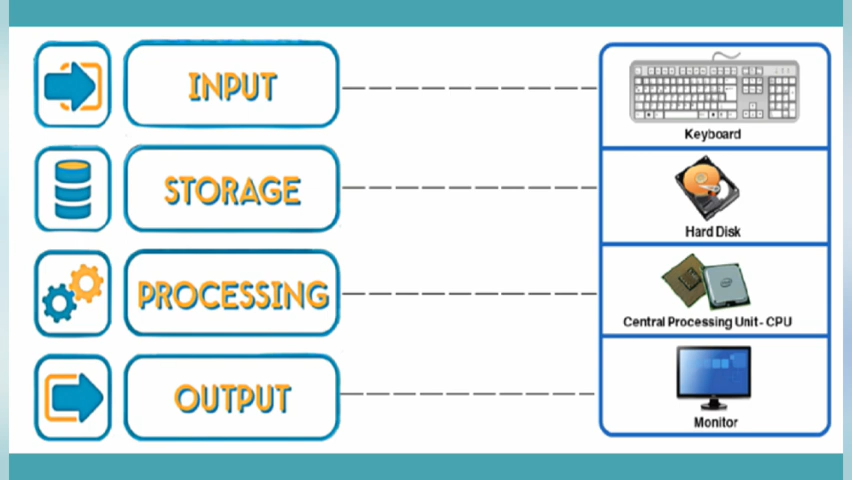 INPUT
Keyboard
STORAGE
Hard Disk
PROCESSING
Central Processing Unit - CPU
OUTPUT
Monitor